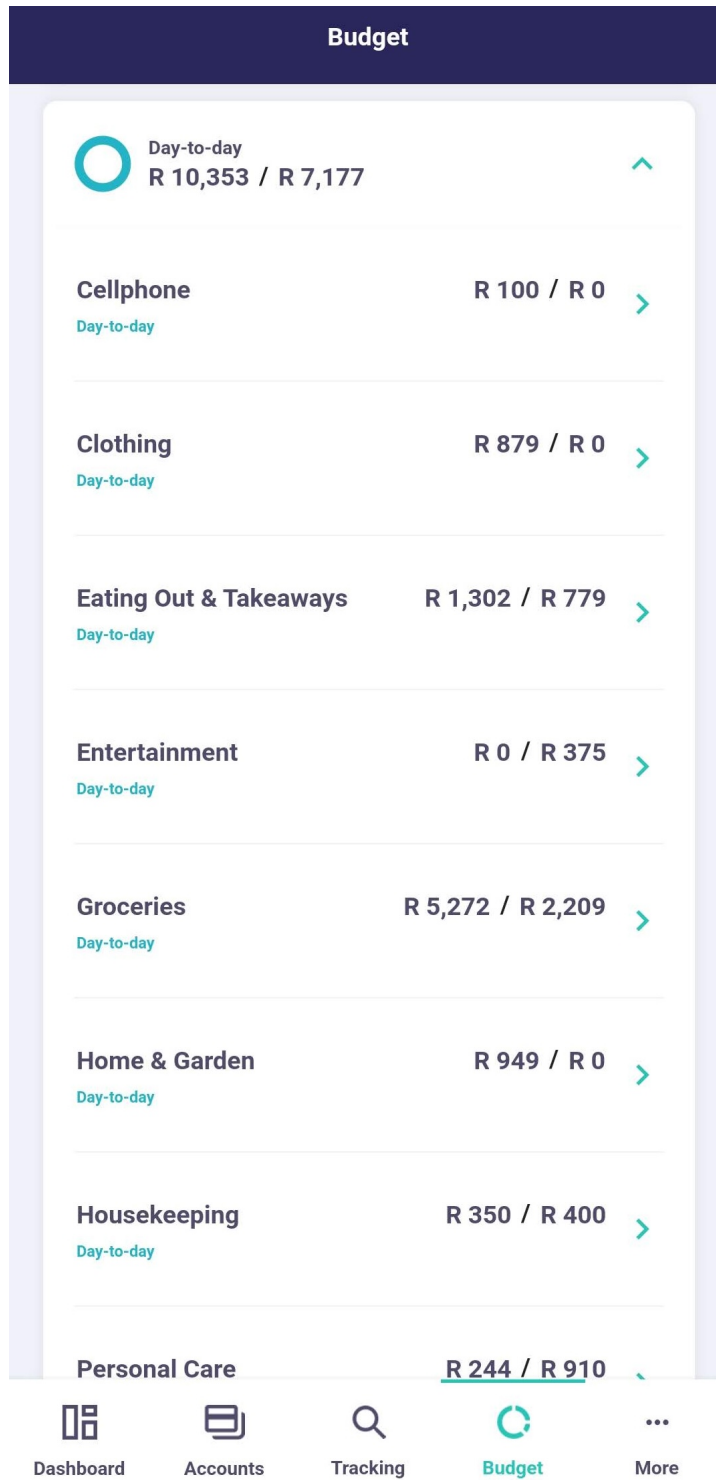 Budget
Day-to-day
R 10,353 / R 7,177
Cellphone R 100 / R 0
Day-to-day
Clothing R 879 / R 0
Day-to-day
Eating Out & Takeaways R 1,302 / R 779
Day-to-day
Entertainment R 0 / R 375
Day-to-day
Groceries R 5,272 / R 2,209
Day-to-day
Home & Garden R 949 / R 0
Day-to-day
Housekeeping R 350 / R 400
Day-to-day
Personal Care R 244 / R 910
Dashboard Accounts Tracking Budget More